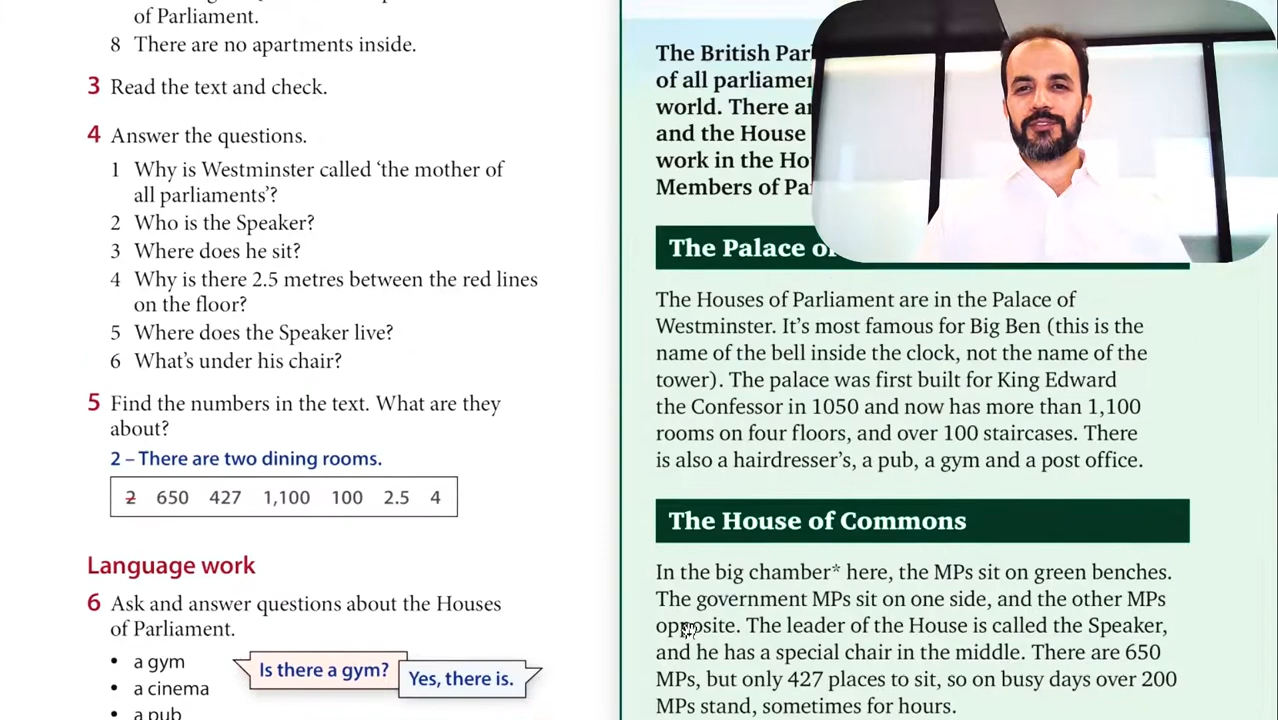 of Parliament.
8 There are no apartments inside.
3 Read the text and check.
4 Answer the questions.
1 Why is Westminster called ‘the mother of
all parliaments’?
2 Who is the Speaker?
3 Where does he sit?
4 Why is there 2.5 metres between the red lines
on the floor?
5 Where does the Speaker live?
6 What’s under his chair?
5 Find the numbers in the text. What are they
about?
2 – There are two dining rooms.
2 650 427 1,100 100 2.5 4
Language work
6 Ask and answer questions about the Houses
of Parliament.
• a gym
• a cinema
• a pub
Is there a gym?
Yes, there is.
The British
of all
world. There
and the House
work in the
Members of
The Palace
The Houses of Parliament are in the Palace of
Westminster. It’s most famous for Big Ben (this is the
name of the bell inside the clock, not the name of the
tower). The palace was first built for King Edward
the Confessor in 1050 and now has more than 1,100
rooms on four floors, and over 100 staircases. There
is also a hairdresser’s, a pub, a gym and a post office.
The House of Commons
In the big chamber* here, the MPs sit on green benches.
The government MPs sit on one side, and the other MPs
opposite. The leader of the House is called the Speaker,
and he has a special chair in the middle. There are 650
MPs, but only 427 places to sit, so on busy days over 200
MPs stand, sometimes for hours.